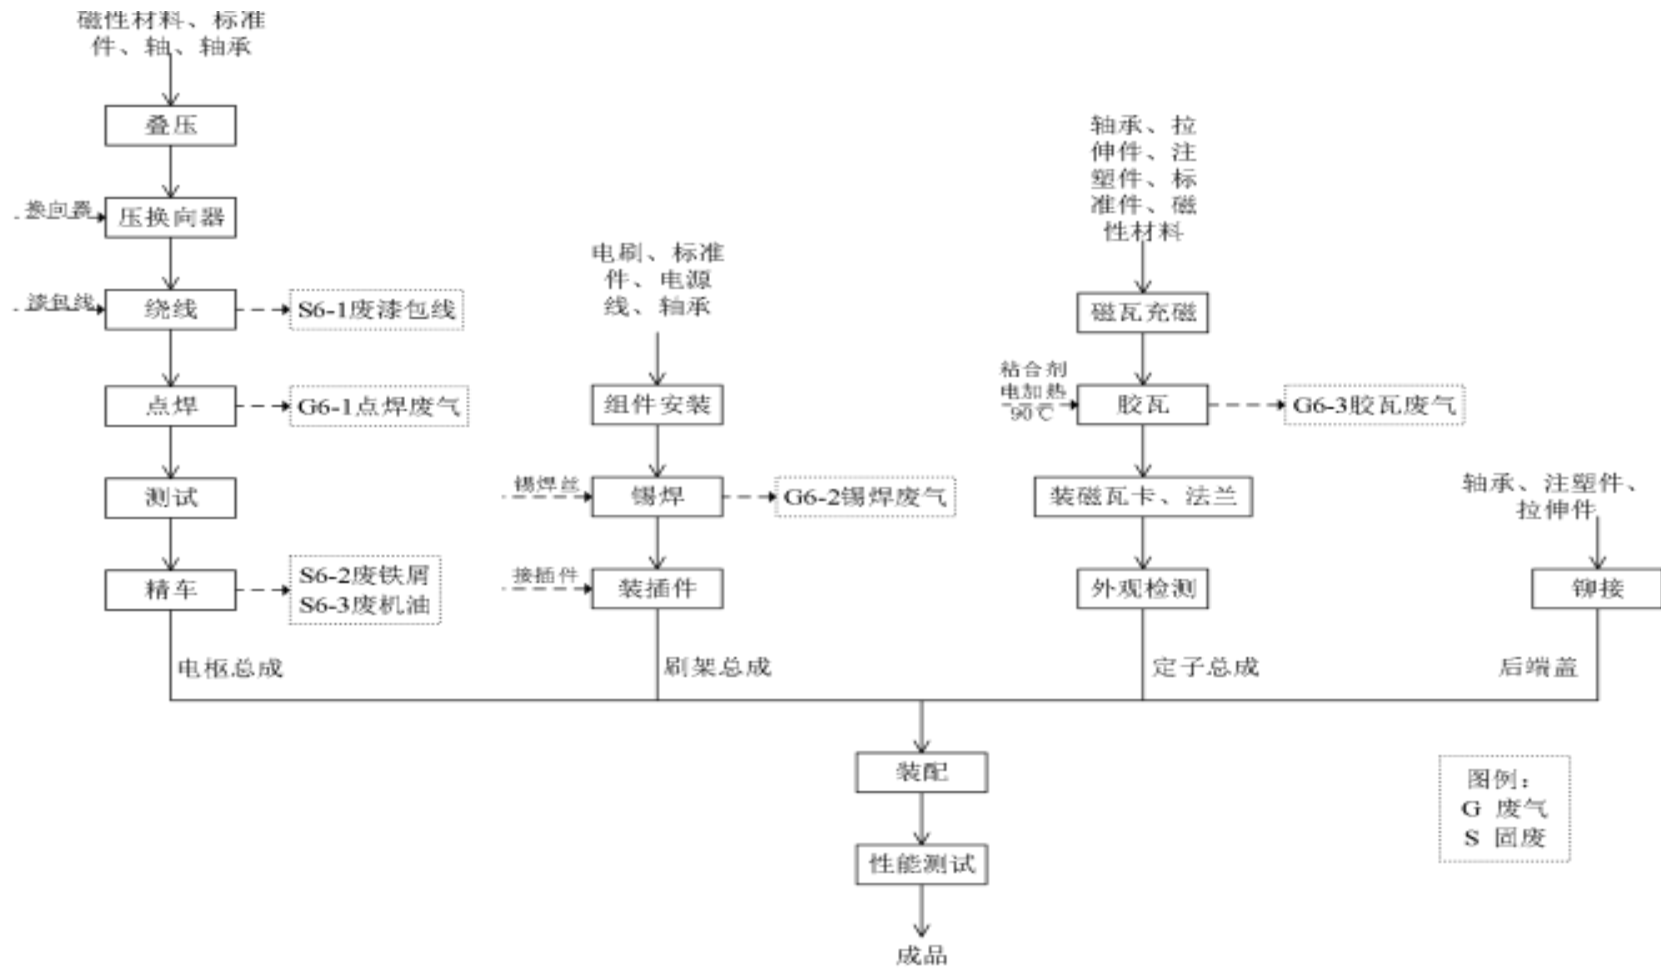 磁性材料、标准
件、轴、轴承
叠压
换向器
压换向器
漆包线
绕线
S6-1废漆包线
点焊
G6-1点焊废气
测试
精车
S6-2废铁屑
S6-3废机油
电枢总成
电刷、标准
件、电源
线、轴承
组件安装
锡焊丝
锡焊
G6-2锡焊废气
接插件
装插件
刷架总成
轴承、拉
伸件、注
塑件、标
准件、磁
性材料
磁瓦充磁
粘合剂
电加热
90℃
胶瓦
G6-3胶瓦废气
装磁瓦卡、法兰
外观检测
定子总成
轴承、注塑件、
拉伸件
铆接
后端盖
装配
性能测试
成品
图例：
G 废气
S 固废